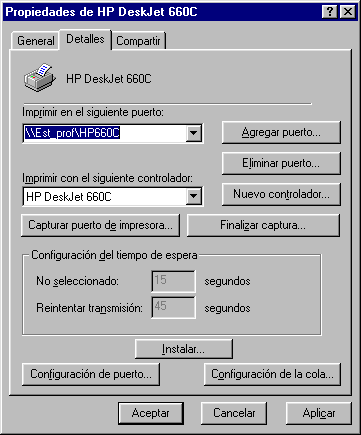 Propiedades de HP DeskJet 660C
General Detalles Compartir
HP DeskJet 660C
Imprimir en el siguiente puerto:
\\Est_prof\HP660C
Agregar puerto...
Eliminar puerto...
Imprimir con el siguiente controlador:
HP DeskJet 660C
Nuevo controlador...
Capturar puerto de impresora... Finalizar captura...
Configuración del tiempo de espera
No seleccionado: 15 segundos
Reintentar transmisión: 45 segundos
Instalar...
Configuración de puerto... Configuración de la cola...
Aceptar Cancelar Aplicar